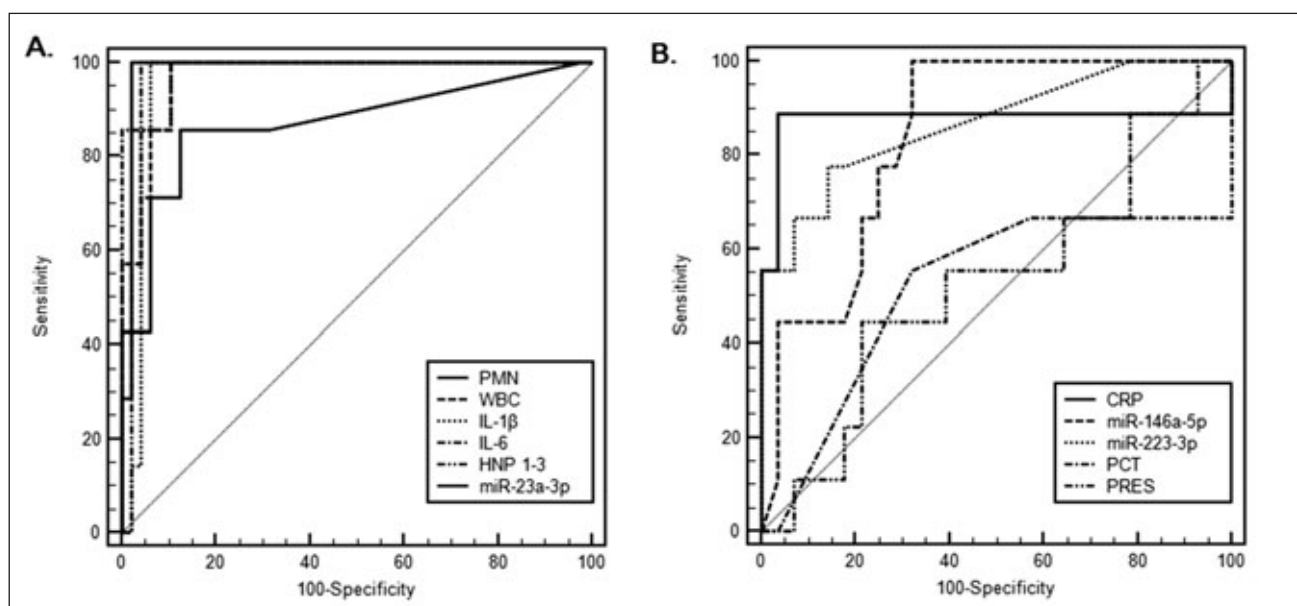 A.
100
80
60
40
20
0
Sensitivity
0 20 40 60 80 100
100-Specificity
PMN
WBC
IL-1β
IL-6
HNP 1-3
miR-23a-3p
B.
100
80
60
40
20
0
Sensitivity
0 20 40 60 80 100
100-Specificity
CRP
miR-146a-5p
miR-223-3p
PCT
PRES